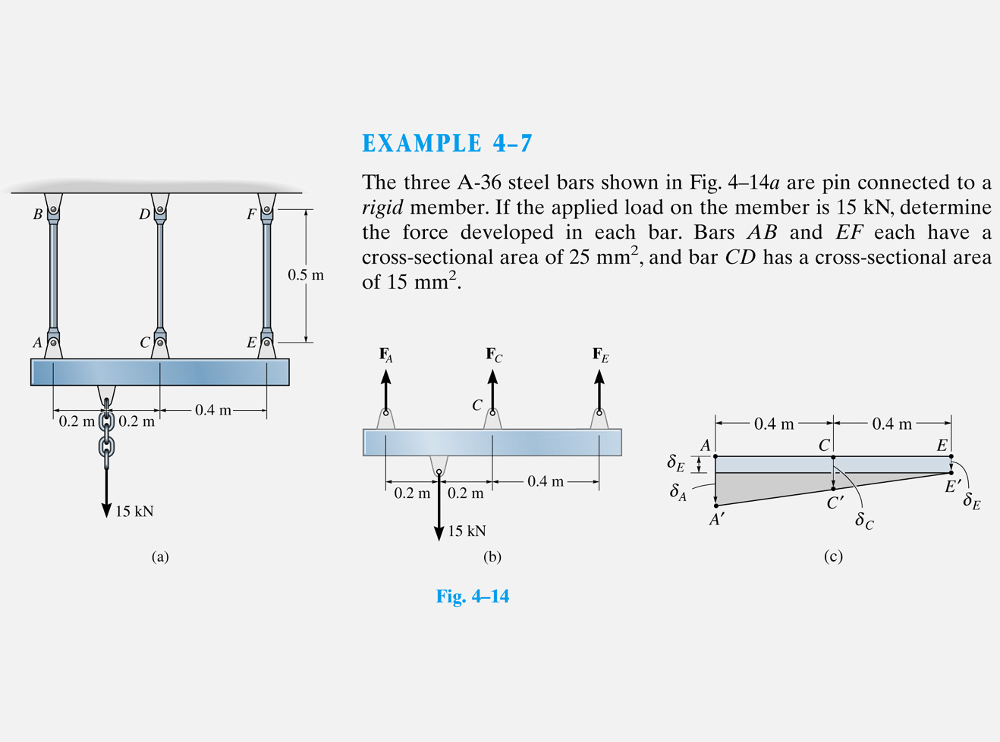 EXAMPLE 4–7
The three A-36 steel bars shown in Fig. 4–14a are pin connected to a
rigid member. If the applied load on the member is 15 kN, determine
the force developed in each bar. Bars AB and EF each have a
cross-sectional area of 25 mm², and bar CD has a cross-sectional area
of 15 mm².
B
D
F
0.5 m
A
C
E
0.2 m
0.2 m
0.4 m
15 kN
(a)
F_A
F_C
F_E
C
0.2 m
0.2 m
0.4 m
15 kN
(b)
0.4 m
0.4 m
A
C
E
δ_E
δ_A
A′
C′
δ_C
E′
δ_E
(c)
Fig. 4–14